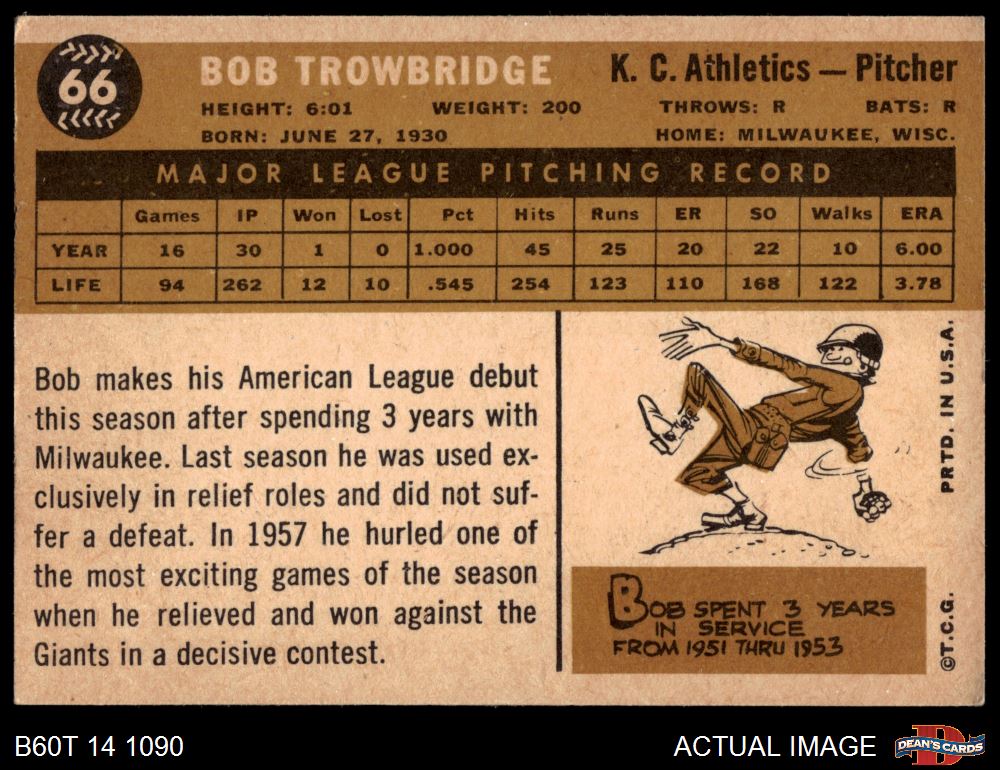 66
BOB TROWBRIDGE K. C. Athletics — Pitcher
HEIGHT: 6:01 WEIGHT: 200 THROWS: R BATS: R
BORN: JUNE 27, 1930 HOME: MILWAUKEE, WISC.
MAJOR LEAGUE PITCHING RECORD
Games IP Won Lost Pct Hits Runs ER SO Walks ERA
YEAR 16 30 1 0 1.000 45 25 20 22 10 6.00
LIFE 94 262 12 10 .545 254 123 110 168 122 3.78
Bob makes his American League debut
this season after spending 3 years with
Milwaukee. Last season he was used ex-
clusively in relief roles and did not suf-
fer a defeat. In 1957 he hurled one of
the most exciting games of the season
when he relieved and won against the
Giants in a decisive contest.
BOB SPENT 3 YEARS
IN SERVICE
FROM 1951 THRU 1953
©T.C.G. PRTD. IN U.S.A.
B60T 14 1090 ACTUAL IMAGE
D
DEAN'S CARDS